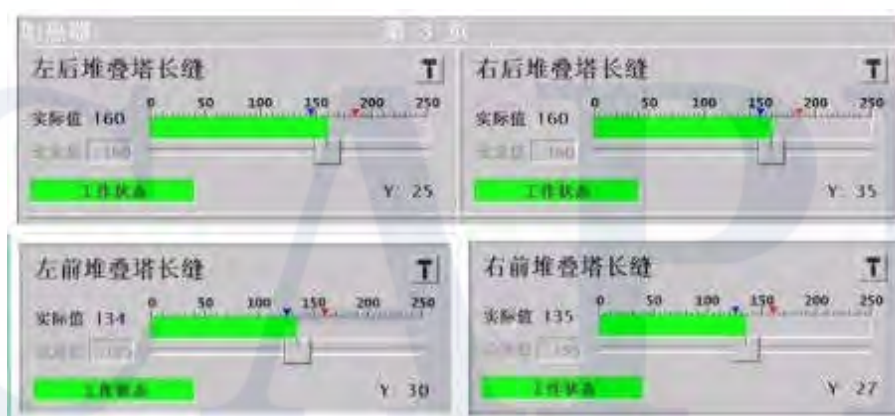 加热器 第 3 页
左后堆叠塔长缝 T
0 50 100 150 200 250
实际值 160
160
工作状态 Y: 25
右后堆叠塔长缝 T
0 50 100 150 200 250
实际值 160
160
工作状态 Y: 35
左前堆叠塔长缝 T
0 50 100 150 200 250
实际值 134
工作状态 Y: 30
右前堆叠塔长缝 T
0 50 100 150 200 250
实际值 135
工作状态 Y: 27